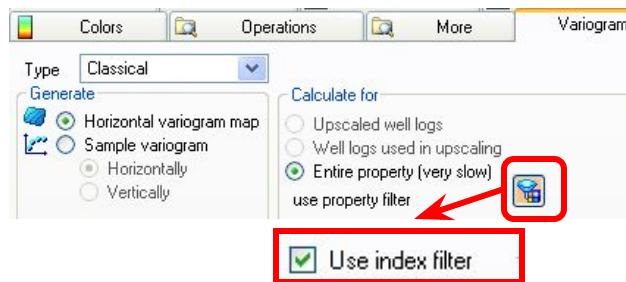 Colors Operations More Variogram
Type Classical
Generate
Horizontal variogram map
Sample variogram
Horizontally
Vertically
Calculate for
Upscaled well logs
Well logs used in upscaling
Entire property (very slow)
use property filter
Use index filter